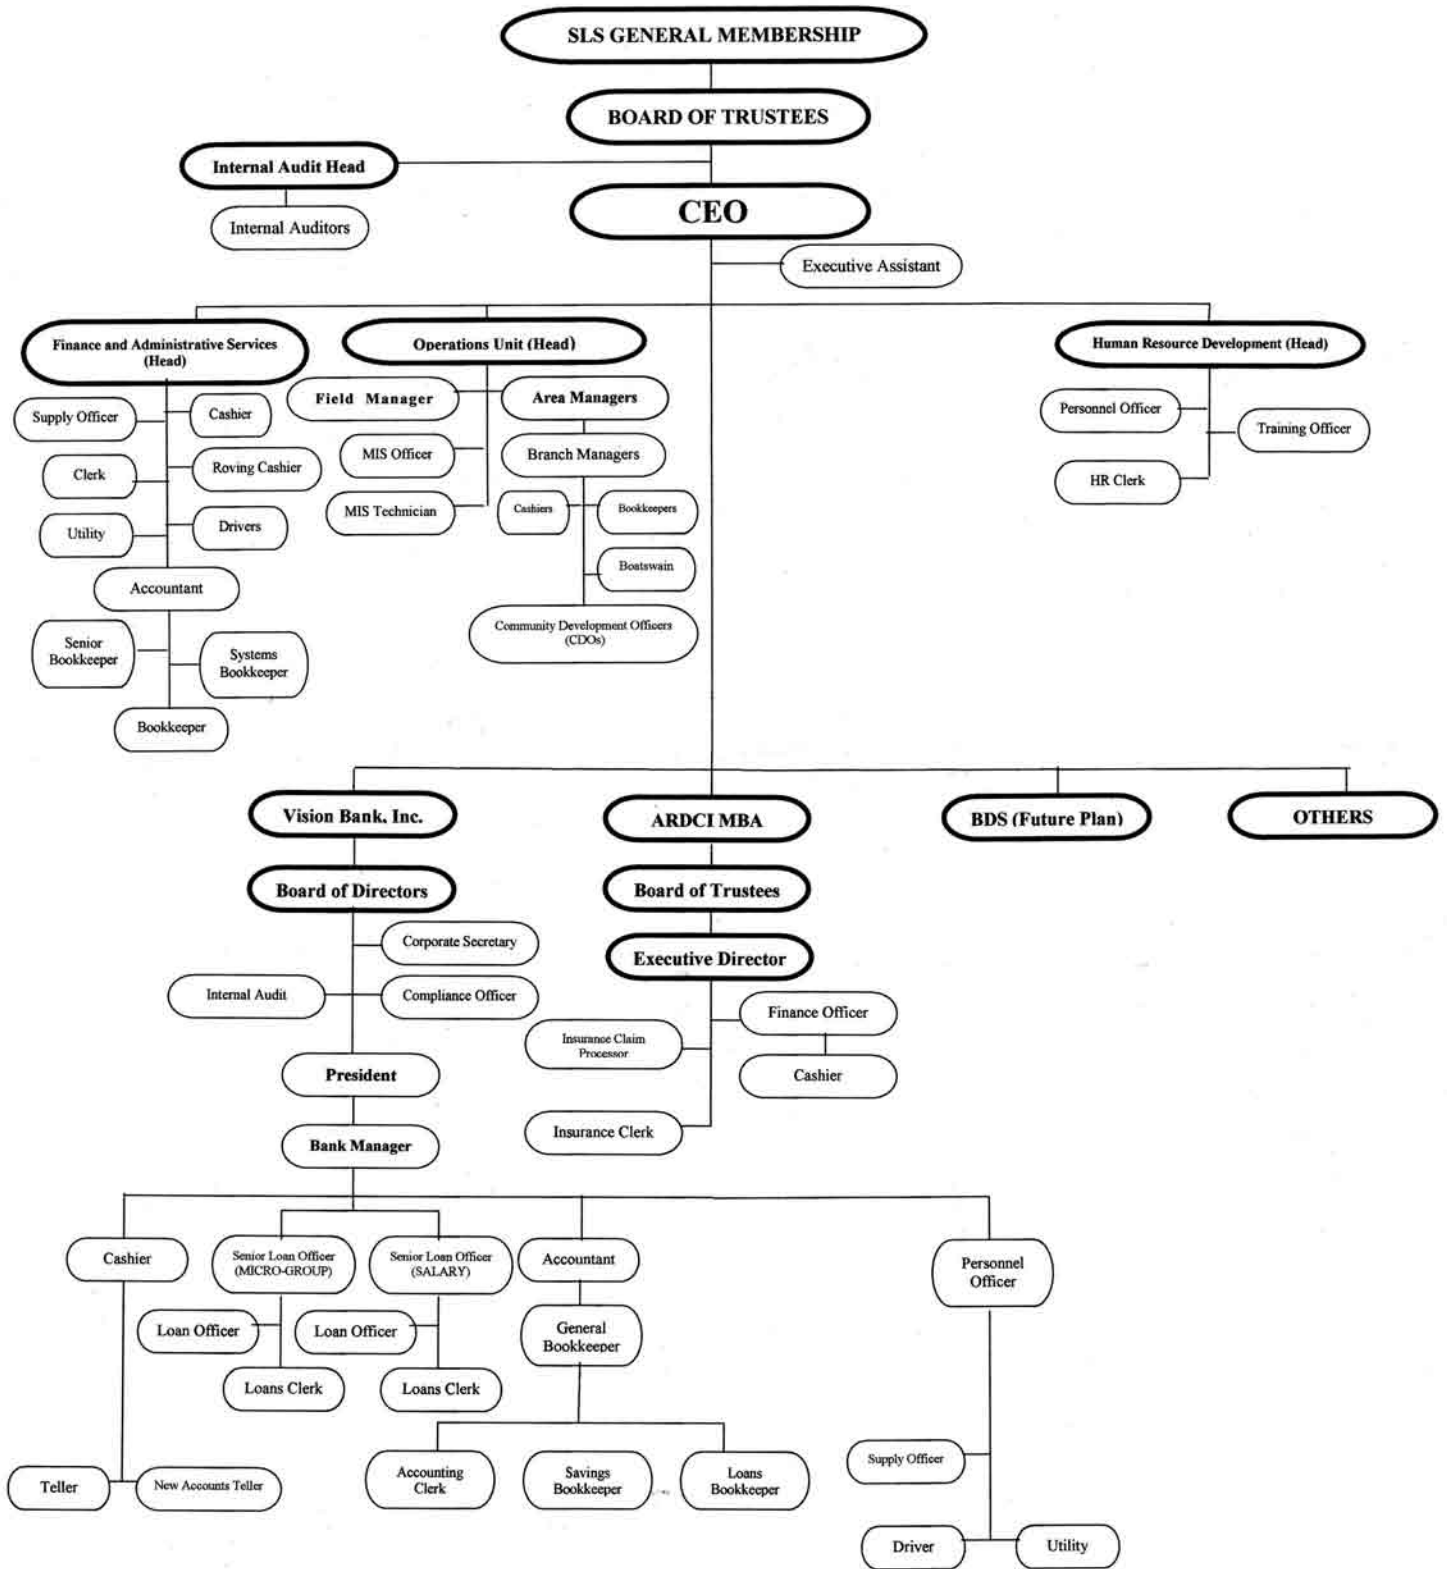 SLS GENERAL MEMBERSHIP
BOARD OF TRUSTEES
Internal Audit Head
Internal Auditors
CEO
Executive Assistant
Finance and Administrative Services
(Head)
Operations Unit (Head)
Human Resource Development (Head)
Supply Officer
Cashier
Clerk
Roving Cashier
Utility
Drivers
Accountant
Senior
Bookkeeper
Systems
Bookkeeper
Bookkeeper
Field Manager
Area Managers
MIS Officer
Branch Managers
MIS Technician
Cashiers
Bookkeepers
Boatswain
Community Development Officers
(CDOs)
Personnel Officer
Training Officer
HR Clerk
Vision Bank, Inc.
ARDCI MBA
BDS (Future Plan)
OTHERS
Board of Directors
Board of Trustees
Corporate Secretary
Executive Director
Internal Audit
Compliance Officer
Finance Officer
Insurance Claim
Processor
Cashier
President
Insurance Clerk
Bank Manager
Cashier
Senior Loan Officer
(MICRO-GROUP)
Senior Loan Officer
(SALARY)
Accountant
Personnel
Officer
Loan Officer
Loan Officer
General
Bookkeeper
Loans Clerk
Loans Clerk
Supply Officer
Teller
New Accounts Teller
Accounting
Clerk
Savings
Bookkeeper
Loans
Bookkeeper
Driver
Utility